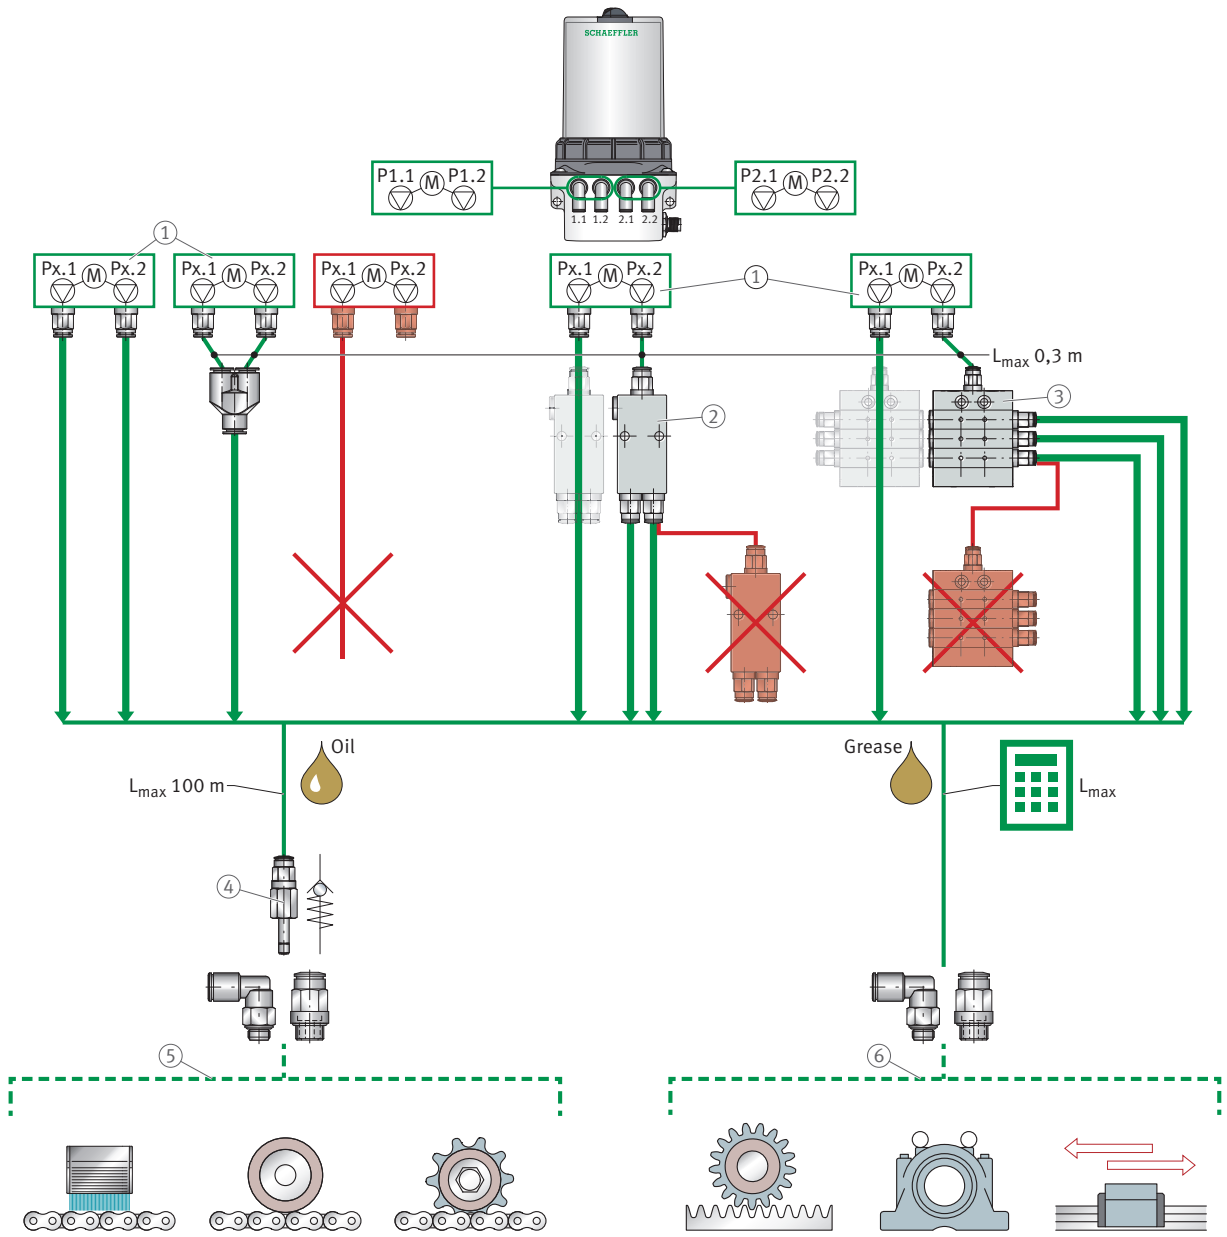 SCHAEFFLER
P1.1 M P1.2
P2.1 M P2.2
1.1 1.2 2.1 2.2
1
Px.1 M Px.2
Px.1 M Px.2
Px.1 M Px.2
Px.1 M Px.2
1
Px.1 M Px.2
Lmax 0,3 m
2
3
Oil
Grease
Lmax 100 m
Lmax
4
5
6